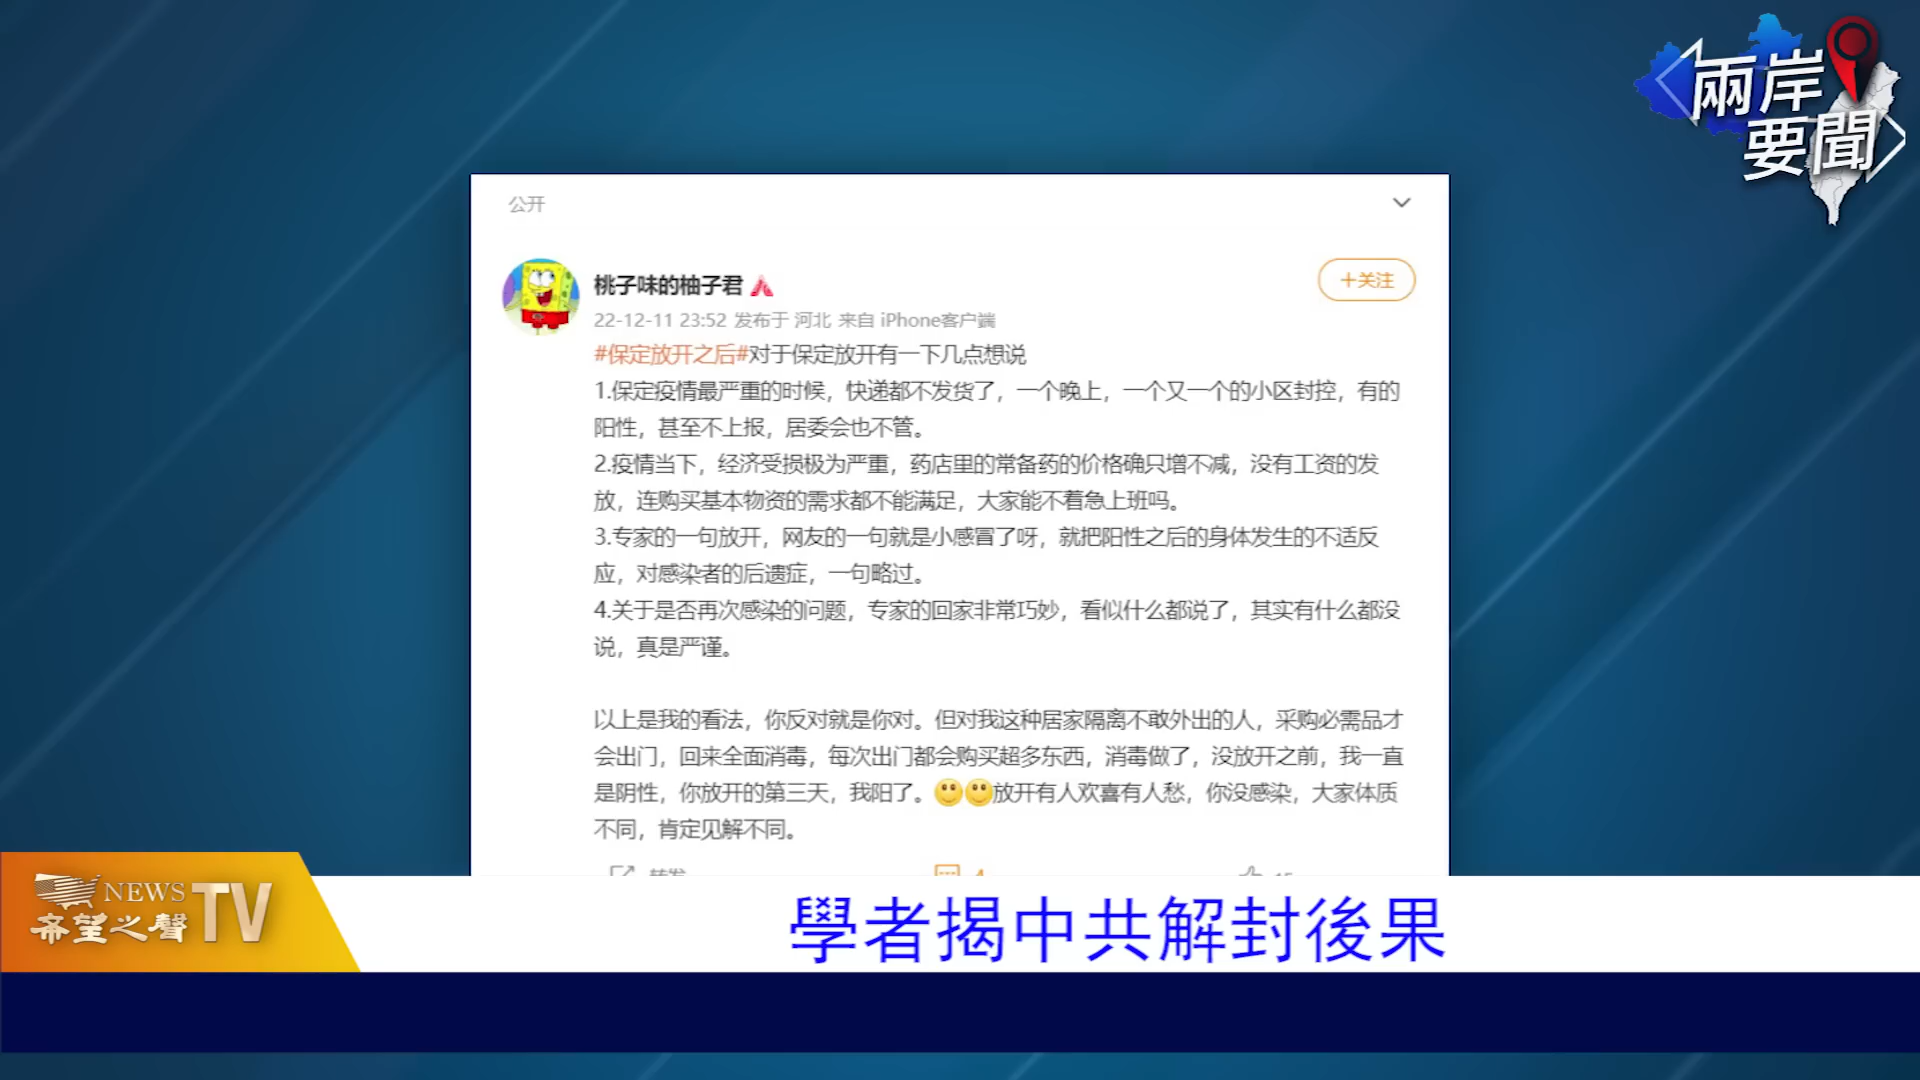 兩岸
要聞
公开
桃子味的柚子君
+关注
22-12-11 23:52 发布于 河北 来自 iPhone客户端
#保定放开之后#对于保定放开有一下几点想说
1.保定疫情最严重的时候，快递都不发货了，一个晚上，一个又一个的小区封控，有的
阳性，甚至不上报，居委会也不管。
2.疫情当下，经济受损极为严重，药店里的常备药的价格确只增不减，没有工资的发
放，连购买基本物资的需求都不能满足，大家能不着急上班吗。
3.专家的一句放开，网友的一句就是小感冒了呀，就把阳性之后的身体发生的不适反
应，对感染者的后遗症，一句略过。
4.关于是否再次感染的问题，专家的回家非常巧妙，看似什么都说了，其实有什么都没
说，真是严谨。
以上是我的看法，你反对就是你对。但对我这种居家隔离不敢外出的人，采购必需品才
会出门，回来全面消毒，每次出门都会购买超多东西，消毒做了，没放开之前，我一直
是阴性，你放开的第三天，我阳了。放开有人欢喜有人愁，你没感染，大家体质
不同，肯定见解不同。
NEWS
希望之聲TV
學者揭中共解封後果